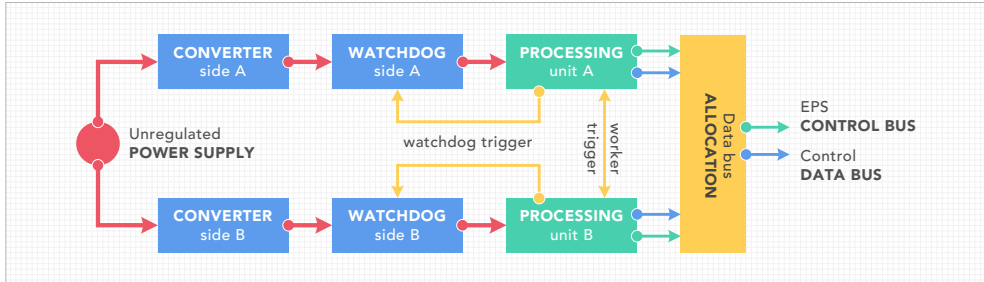 CONVERTER
side A
WATCHDOG
side A
PROCESSING
unit A
Unregulated
POWER SUPPLY
watchdog trigger
worker
trigger
Data bus
ALLOCATION
EPS
CONTROL BUS
Control
DATA BUS
CONVERTER
side B
WATCHDOG
side B
PROCESSING
unit B